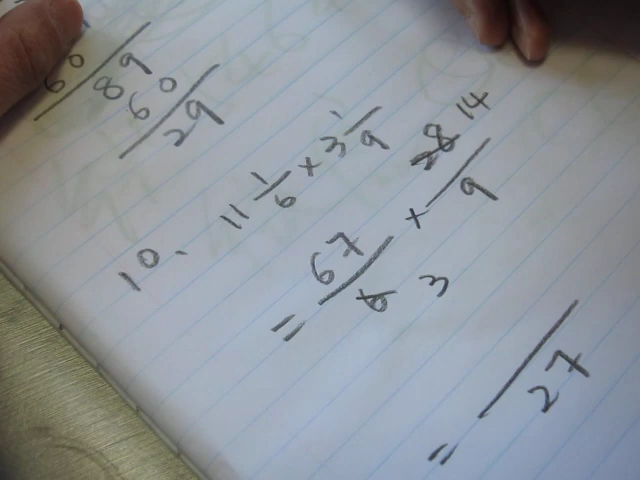 60
89
60
29
10. 11 1/6 × 3 1/9
= 67/6 3 × 28 14/9
= /27